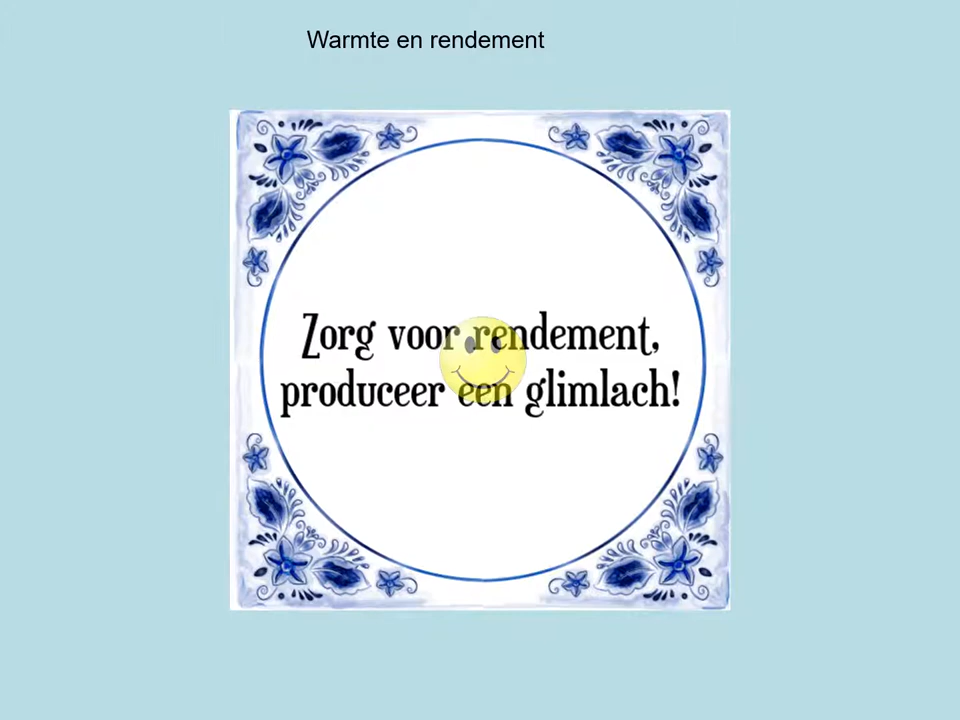 Warmte en rendement
Zorg voor rendement,
produceer een glimlach!